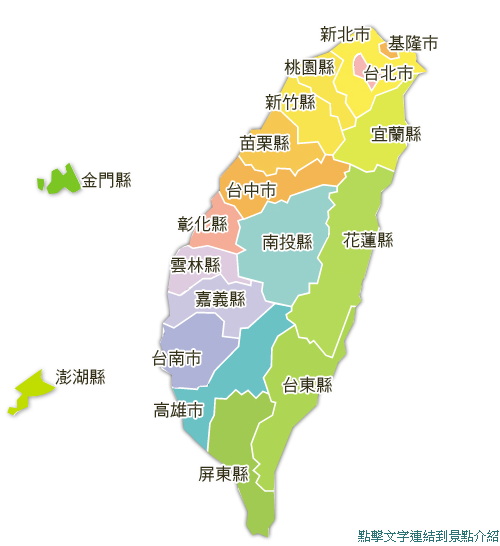 新北市
基隆市
桃園縣
台北市
新竹縣
宜蘭縣
苗栗縣
金門縣
台中市
彰化縣
南投縣
花蓮縣
雲林縣
嘉義縣
台南市
澎湖縣
台東縣
高雄市
屏東縣
點擊文字連結到景點介紹